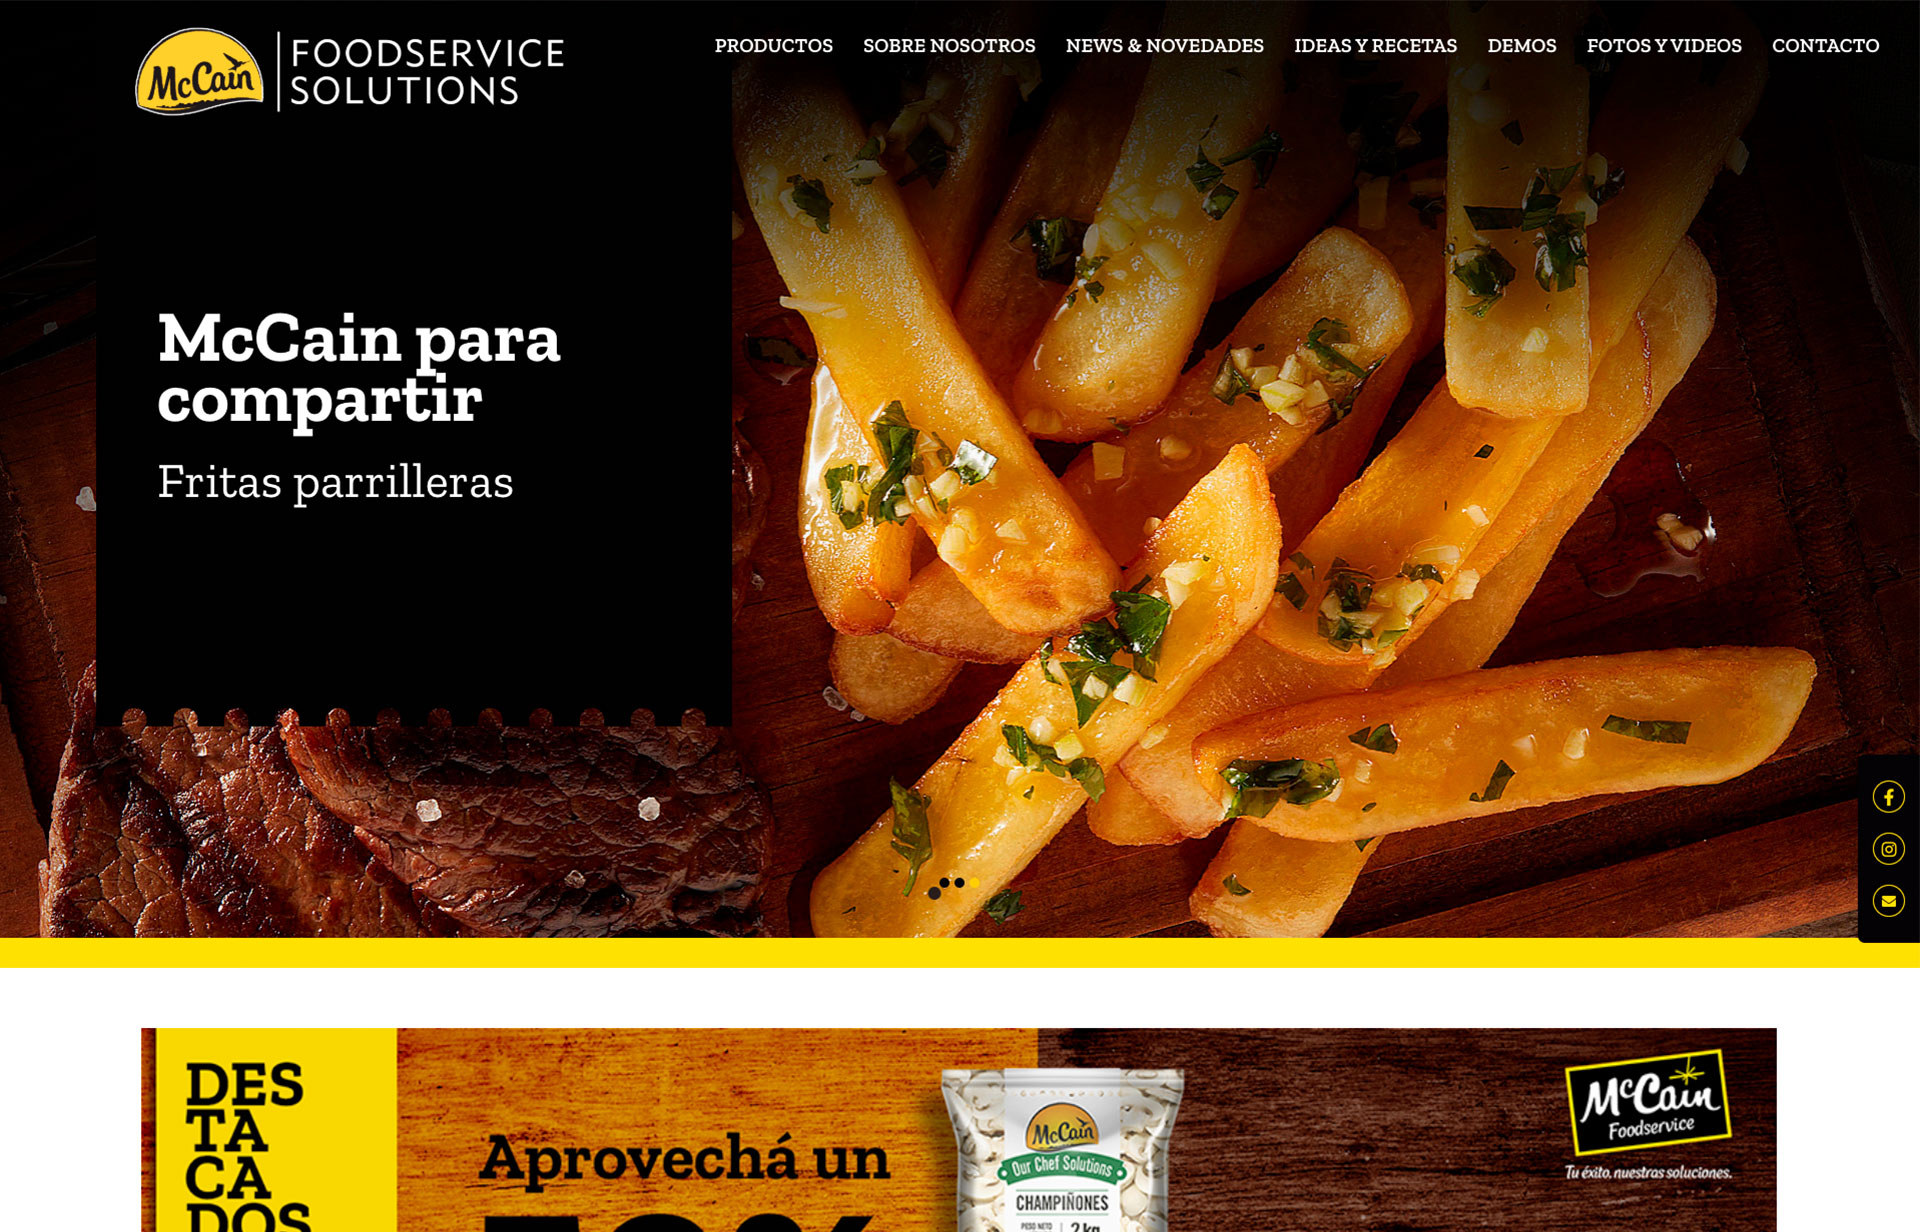 McCain
FOODSERVICE
SOLUTIONS
PRODUCTOS
SOBRE NOSOTROS
NEWS & NOVEDADES
IDEAS Y RECETAS
DEMOS
FOTOS Y VIDEOS
CONTACTO
McCain para
compartir
Fritas parrilleras
DES
TA
CA
DOS
Aprovechá un
McCain
Our Chef Solutions
CHAMPIÑONES
PESO NETO
2 kg
McCain
Foodservice
Tu éxito, nuestras soluciones.